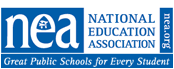 nea
NATIONAL
EDUCATION
ASSOCIATION
nea.org
Great Public Schools for Every Student